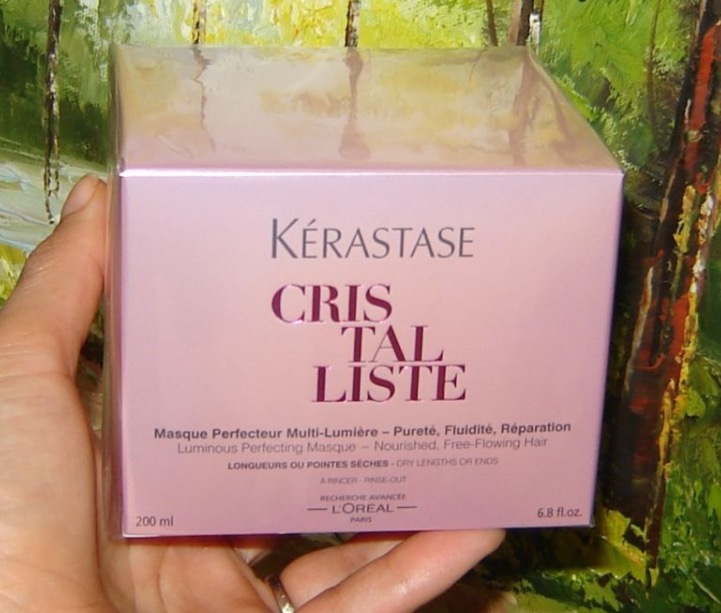 KÉRASTASE
CRIS
TAL
LISTE
Masque Perfecteur Multi-Lumière – Pureté, Fluidité, Réparation
Luminous Perfecting Masque – Nourished, Free-Flowing Hair
LONGUEURS OU POINTES SÈCHES - DRY LENGTHS OR ENDS
À RINCER - RINSE-OUT
RECHERCHE AVANCÉE
L'ORÉAL
PARIS
200 ml
6.8 fl.oz.